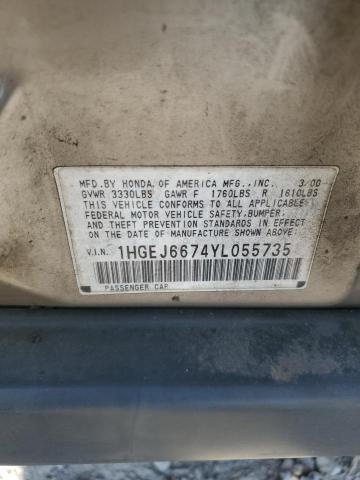 MFD.BY HONDA OF AMERICA MFG.,INC. 3/00
GVWR 3330LBS GAWR F 1760LBS R 1610LBS
THIS VEHICLE CONFORMS TO ALL APPLICABLE
FEDERAL MOTOR VEHICLE SAFETY,BUMPER,
AND THEFT PREVENTION STANDARDS IN EFFECT
ON THE DATE OF MANUFACTURE SHOWN ABOVE.
V.I.N. 1HGEJ6674YL055735
PASSENGER CAR